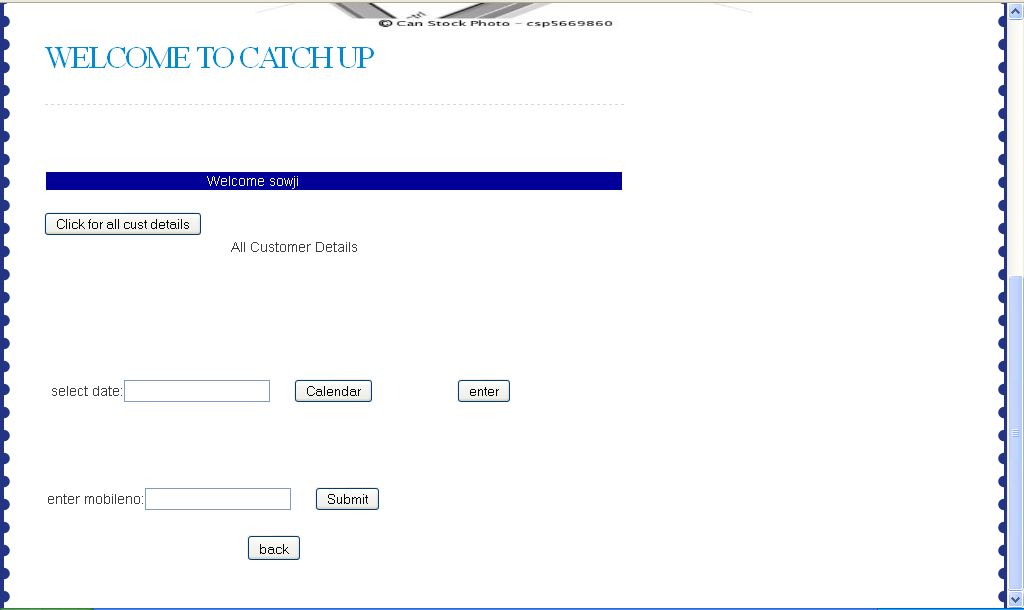 © Can Stock Photo - csp5669860
WELCOME TO CATCH UP
Welcome sowji
Click for all cust details
All Customer Details
select date: Calendar enter
enter mobileno: Submit
back